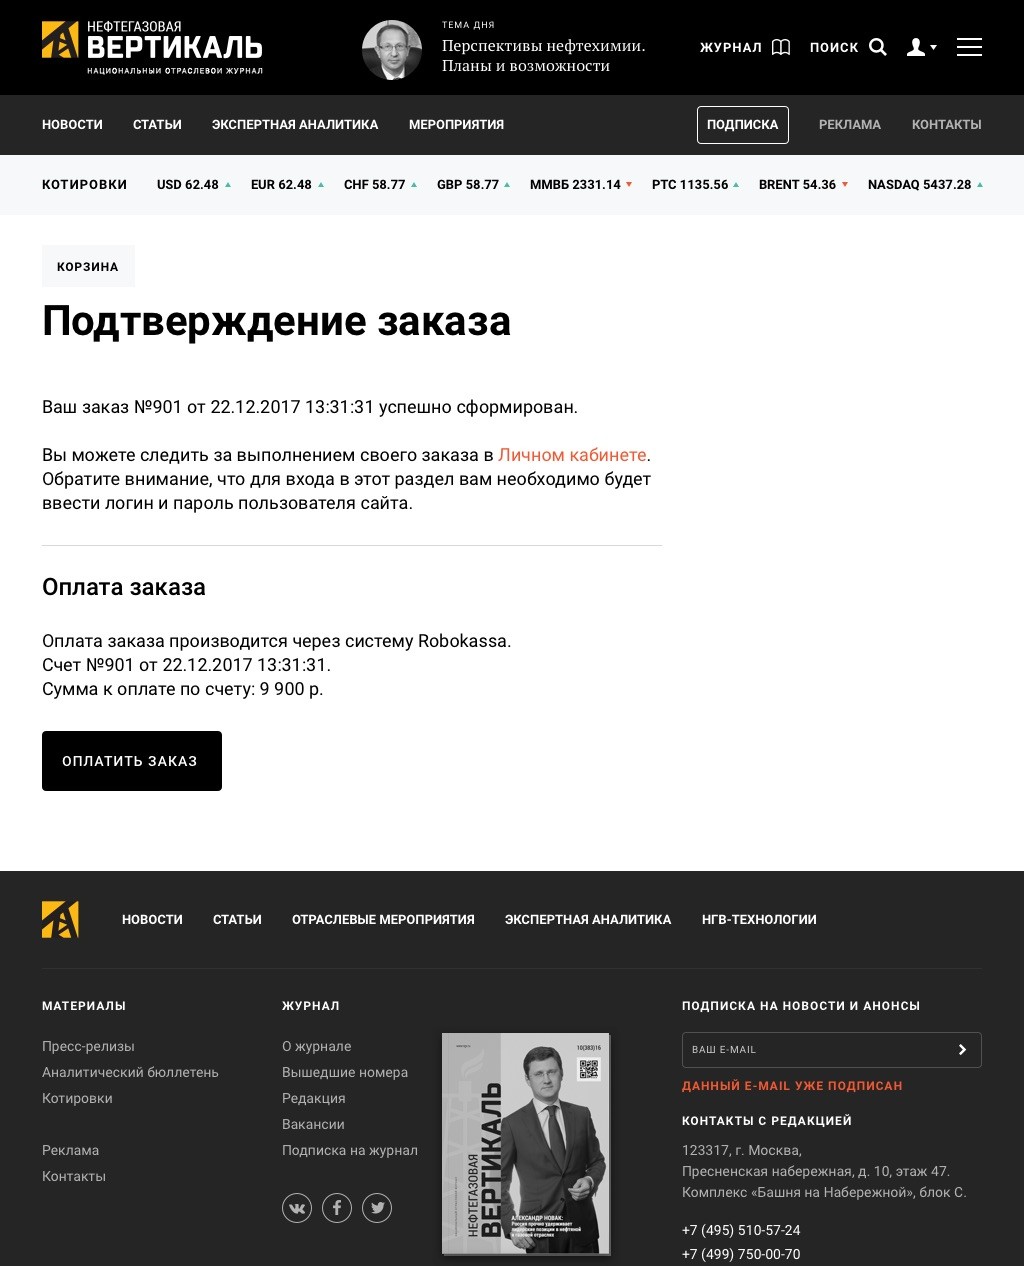 НЕФТЕГАЗОВАЯ
ВЕРТИКАЛЬ
НАЦИОНАЛЬНЫЙ ОТРАСЛЕВОЙ ЖУРНАЛ
ТЕМА ДНЯ
Перспективы нефтехимии.
Планы и возможности
ЖУРНАЛ ПОИСК
НОВОСТИ СТАТЬИ ЭКСПЕРТНАЯ АНАЛИТИКА МЕРОПРИЯТИЯ ПОДПИСКА РЕКЛАМА КОНТАКТЫ
КОТИРОВКИ USD 62.48 EUR 62.48 CHF 58.77 GBP 58.77 ММВБ 2331.14 РТС 1135.56 BRENT 54.36 NASDAQ 5437.28
КОРЗИНА
Подтверждение заказа
Ваш заказ №901 от 22.12.2017 13:31:31 успешно сформирован.
Вы можете следить за выполнением своего заказа в Личном кабинете.
Обратите внимание, что для входа в этот раздел вам необходимо будет
ввести логин и пароль пользователя сайта.
Оплата заказа
Оплата заказа производится через систему Robokassa.
Счет №901 от 22.12.2017 13:31:31.
Сумма к оплате по счету: 9 900 р.
ОПЛАТИТЬ ЗАКАЗ
НОВОСТИ СТАТЬИ ОТРАСЛЕВЫЕ МЕРОПРИЯТИЯ ЭКСПЕРТНАЯ АНАЛИТИКА НГВ-ТЕХНОЛОГИИ
МАТЕРИАЛЫ
Пресс-релизы
Аналитический бюллетень
Котировки
Реклама
Контакты
ЖУРНАЛ
О журнале
Вышедшие номера
Редакция
Вакансии
Подписка на журнал
10(383)16
НЕФТЕГАЗОВАЯ
ВЕРТИКАЛЬ
АЛЕКСАНДР НОВАК:
Россия прочно удерживает
лидерские позиции в нефтяной
и газовой отраслях
ПОДПИСКА НА НОВОСТИ И АНОНСЫ
ВАШ E-MAIL
ДАННЫЙ E-MAIL УЖЕ ПОДПИСАН
КОНТАКТЫ С РЕДАКЦИЕЙ
123317, г. Москва,
Пресненская набережная, д. 10, этаж 47.
Комплекс «Башня на Набережной», блок С.
+7 (495) 510-57-24
+7 (499) 750-00-70